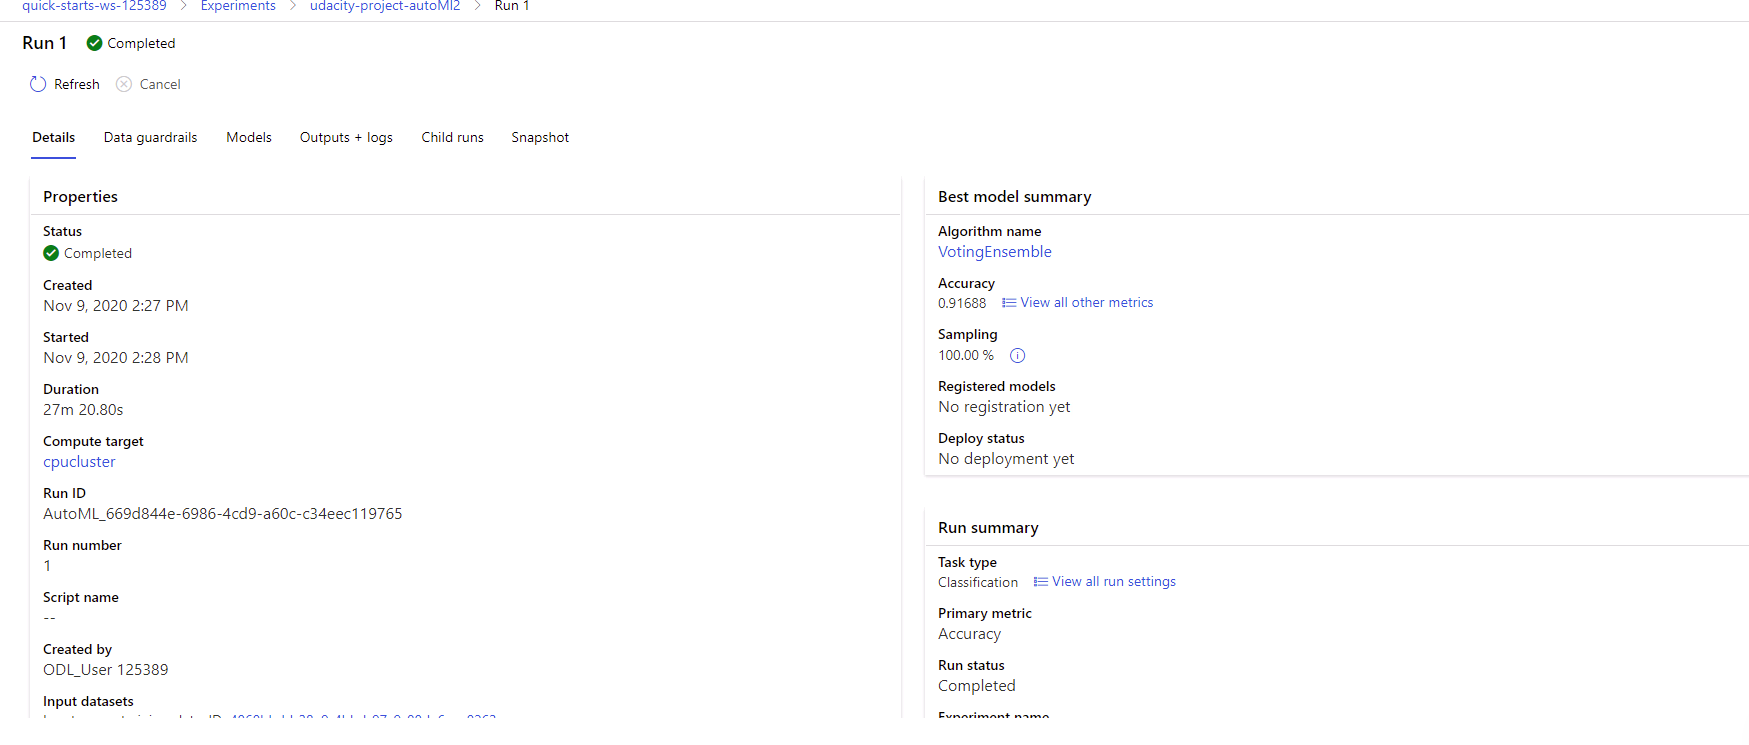 quick-starts-ws-125389 > Experiments > udacity-project-autoMl2 > Run 1
Run 1 Completed
Refresh Cancel
Details Data guardrails Models Outputs + logs Child runs Snapshot
Properties
Status
Completed
Created
Nov 9, 2020 2:27 PM
Started
Nov 9, 2020 2:28 PM
Duration
27m 20.80s
Compute target
cpucluster
Run ID
AutoML_669d844e-6986-4cd9-a60c-c34eec119765
Run number
1
Script name
--
Created by
ODL_User 125389
Input datasets
Best model summary
Algorithm name
VotingEnsemble
Accuracy
0.91688 View all other metrics
Sampling
100.00 %
Registered models
No registration yet
Deploy status
No deployment yet
Run summary
Task type
Classification View all run settings
Primary metric
Accuracy
Run status
Completed
Experiment name